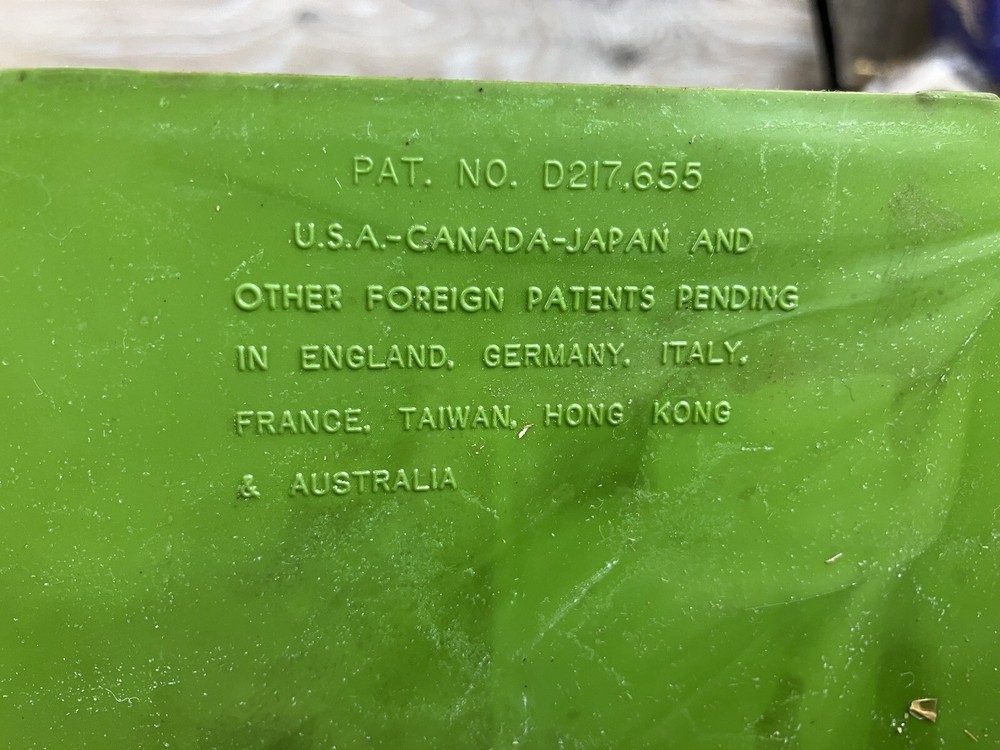 PAT. NO. D217,655
U.S.A.-CANADA-JAPAN AND
OTHER FOREIGN PATENTS PENDING
IN ENGLAND, GERMANY, ITALY,
FRANCE, TAIWAN, HONG KONG
& AUSTRALIA